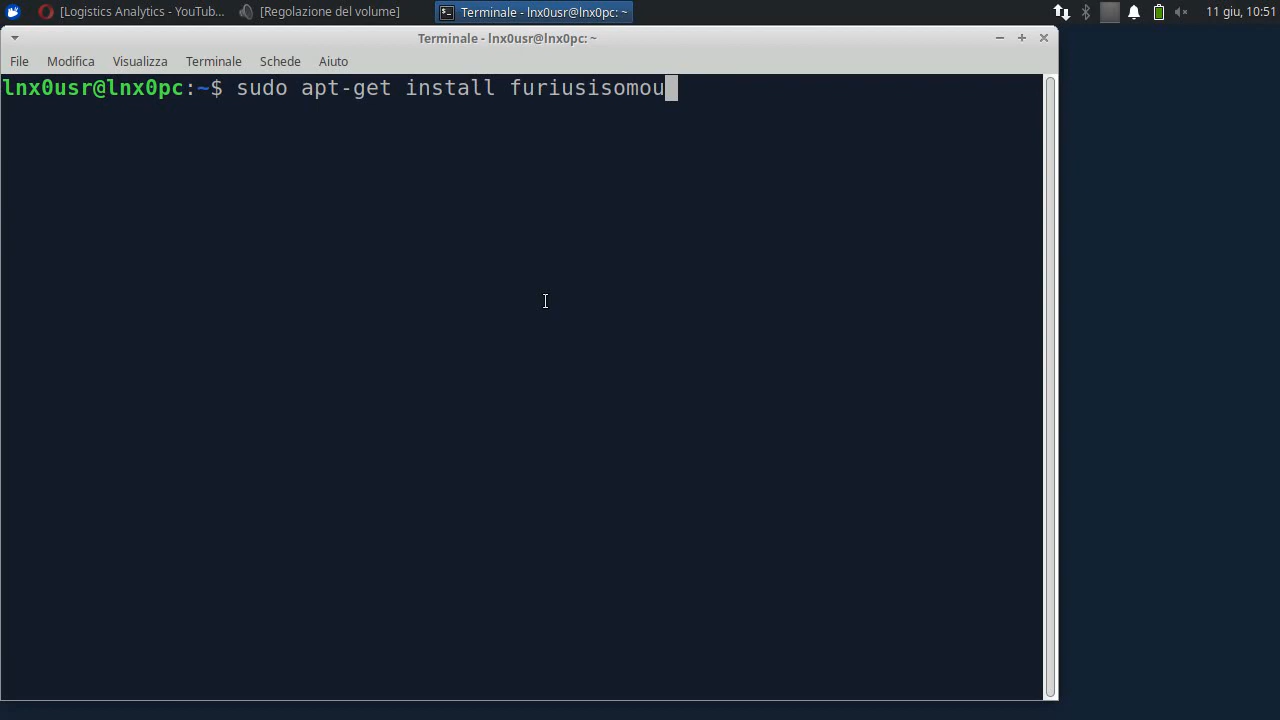 [Logistics Analytics - YouTub... [Regolazione del volume] Terminale - lnx0usr@lnx0pc: ~ 11 giu, 10:51
Terminale - lnx0usr@lnx0pc: ~
File Modifica Visualizza Terminale Schede Aiuto
lnx0usr@lnx0pc:~$ sudo apt-get install furiusisomou